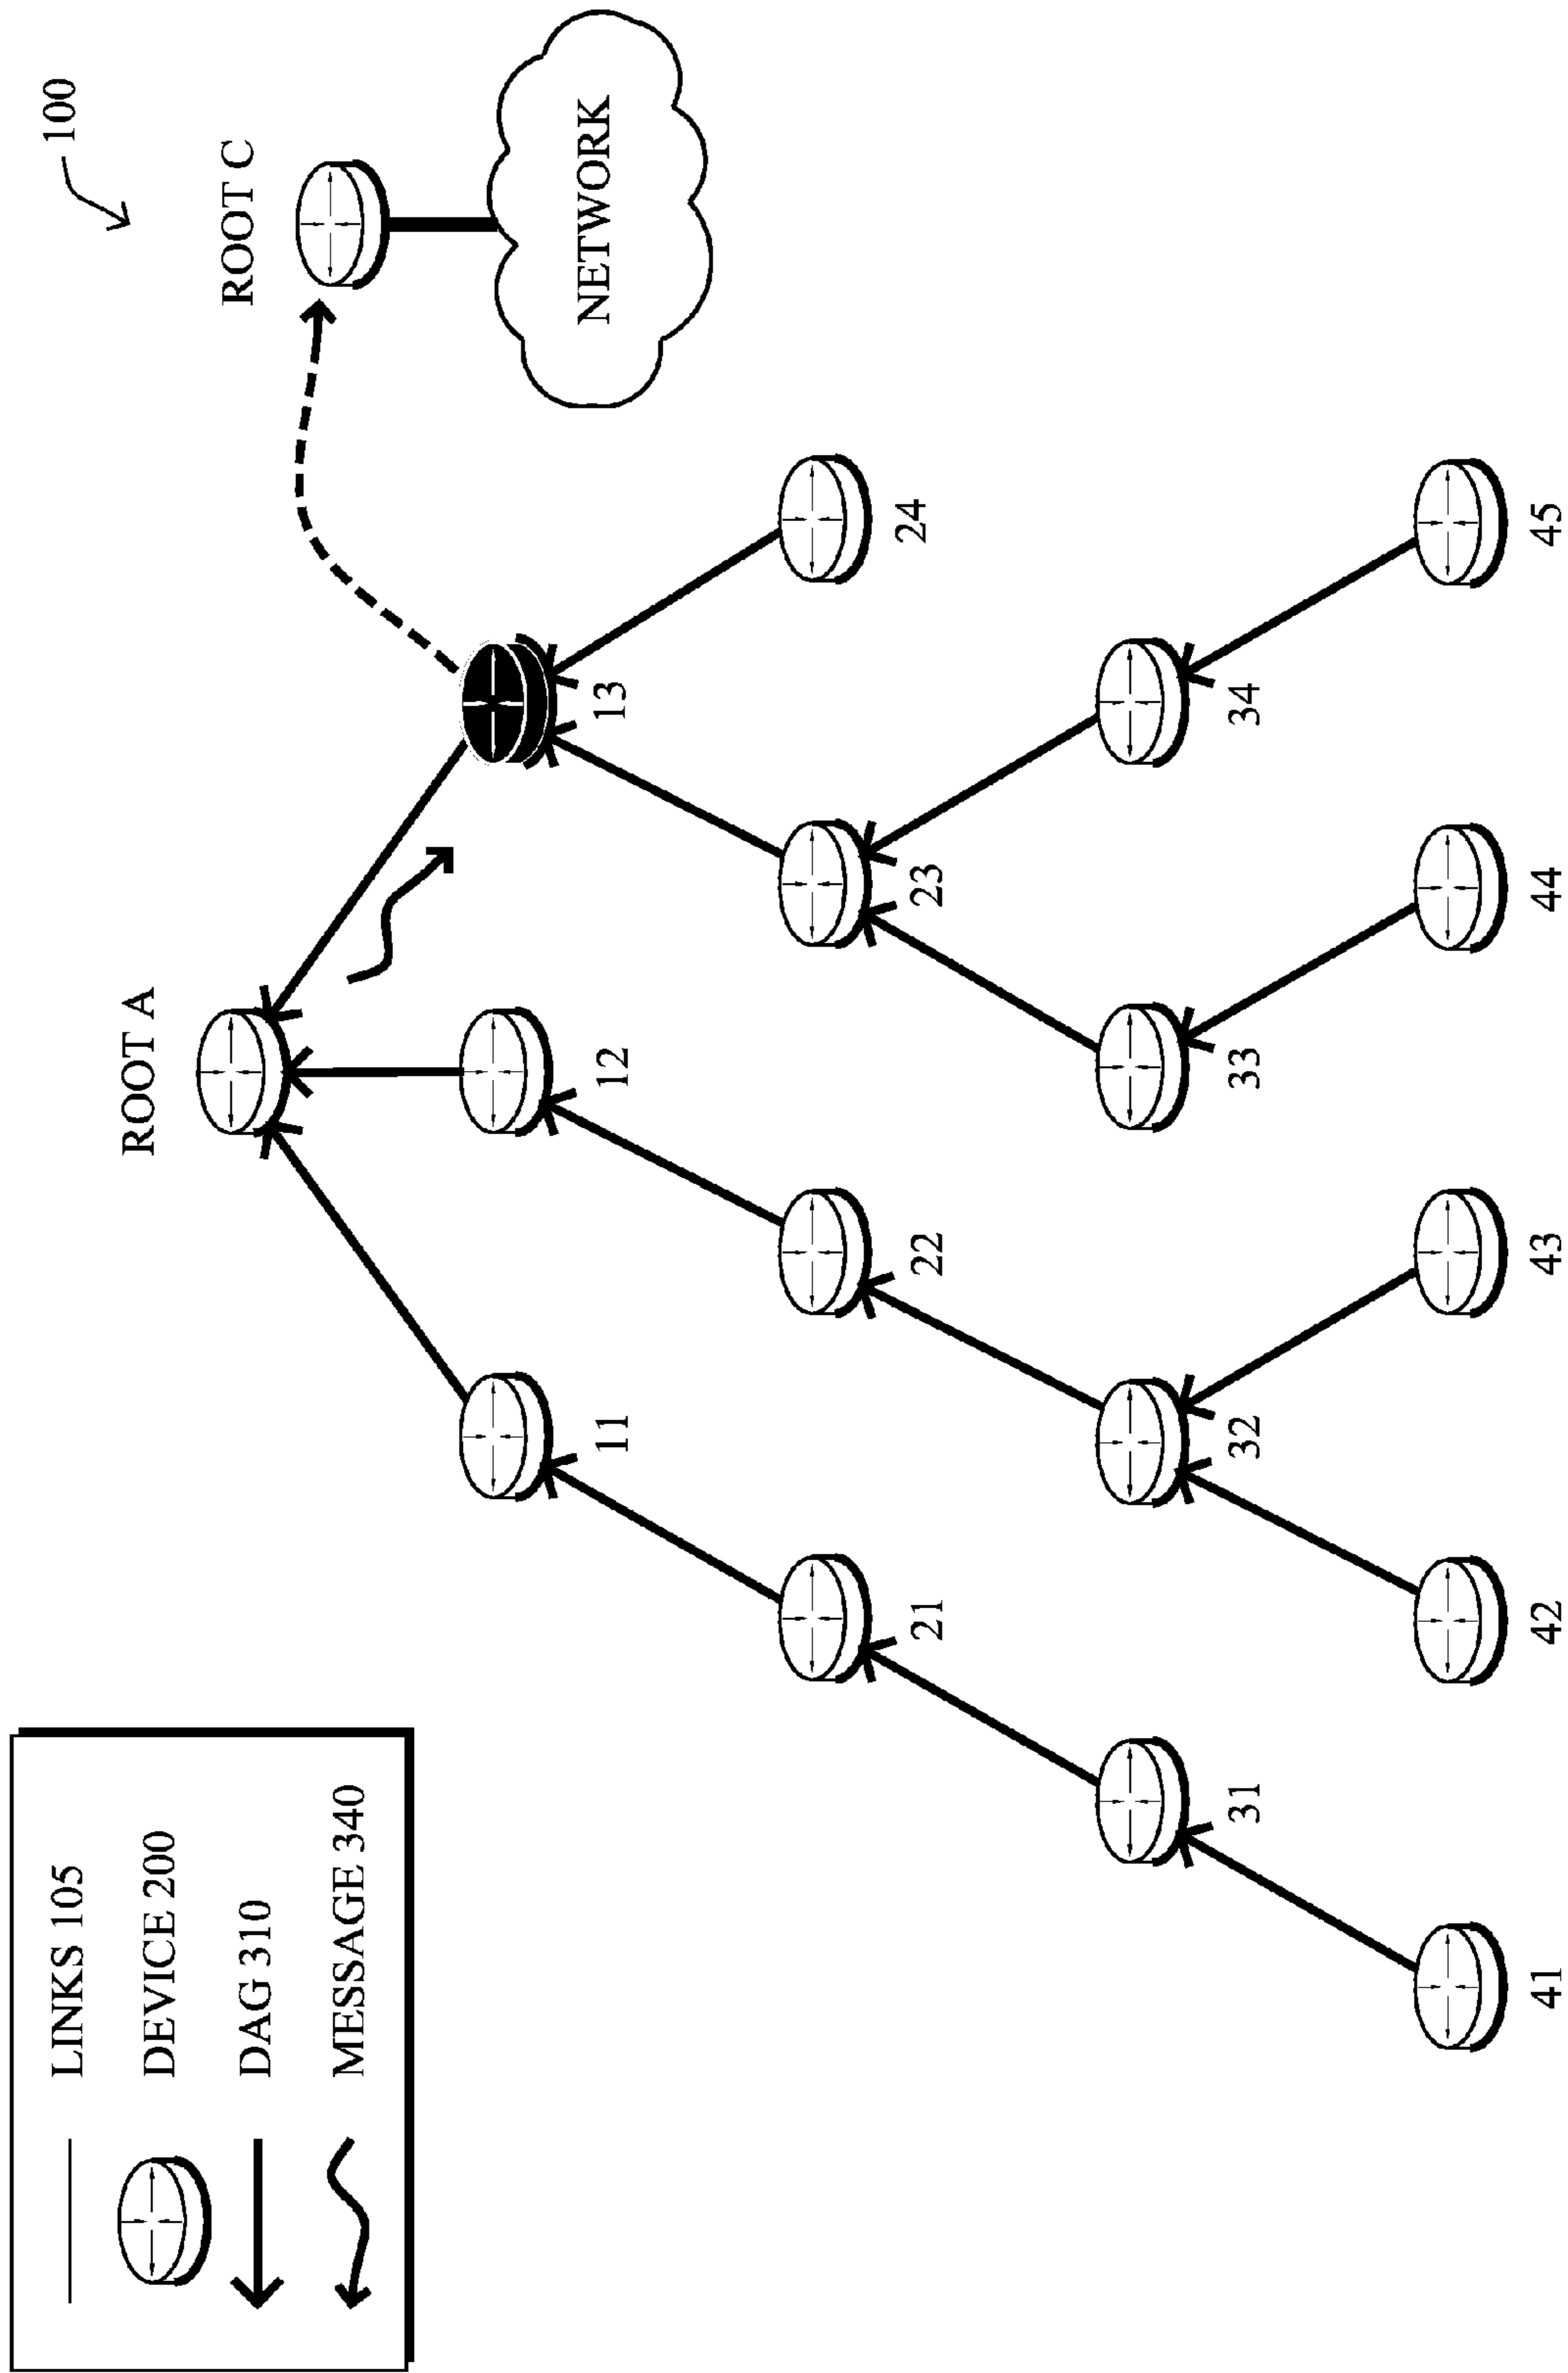 LINKS 105
DEVICE 200
DAG 310
MESSAGE 340
100
ROOT A
ROOT C
NETWORK
11
12
13
21
22
23
24
31
32
33
34
41
42
43
44
45